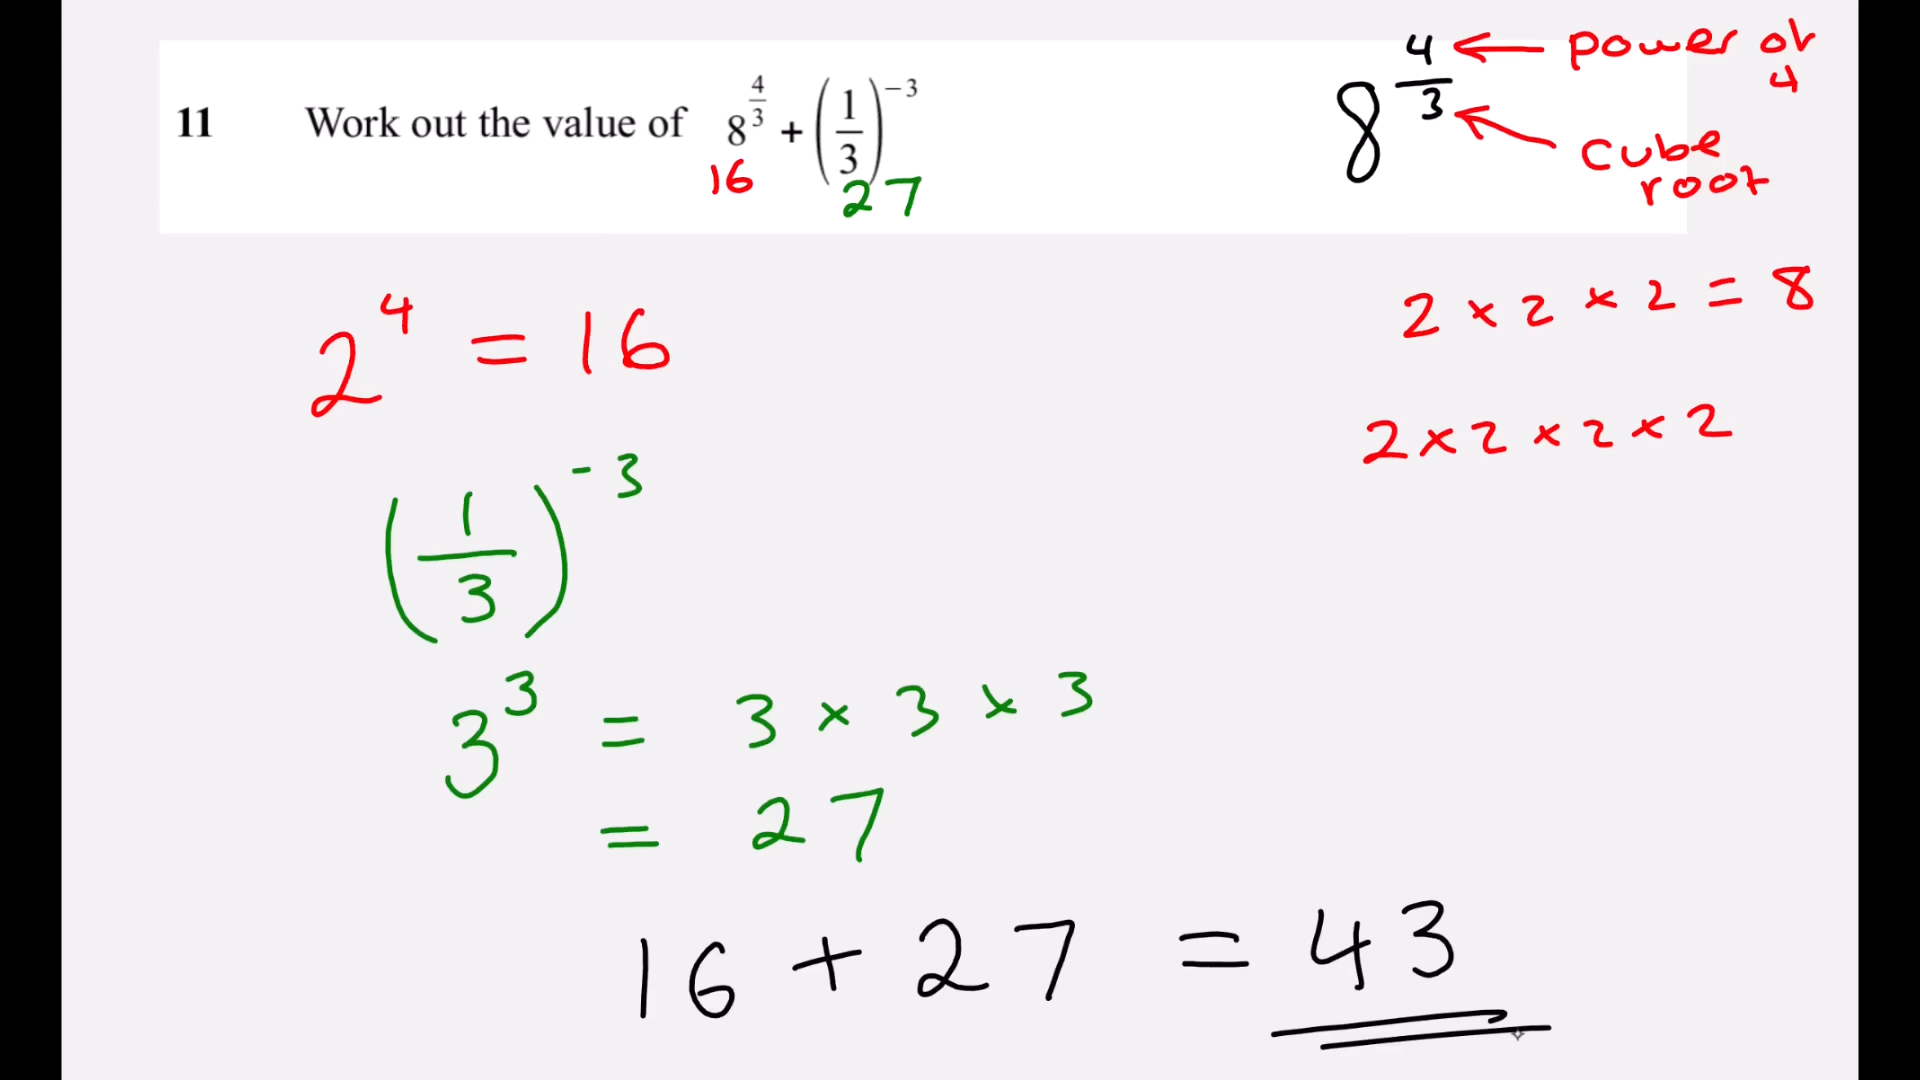 11 Work out the value of 8^(4/3) + (1/3)^-3
16 27
8^(4/3)
power of
4
cube
root
2 × 2 × 2 = 8
2 × 2 × 2 × 2
2^4 = 16
(1/3)^-3
3^3 = 3 × 3 × 3
= 27
16 + 27 = 43